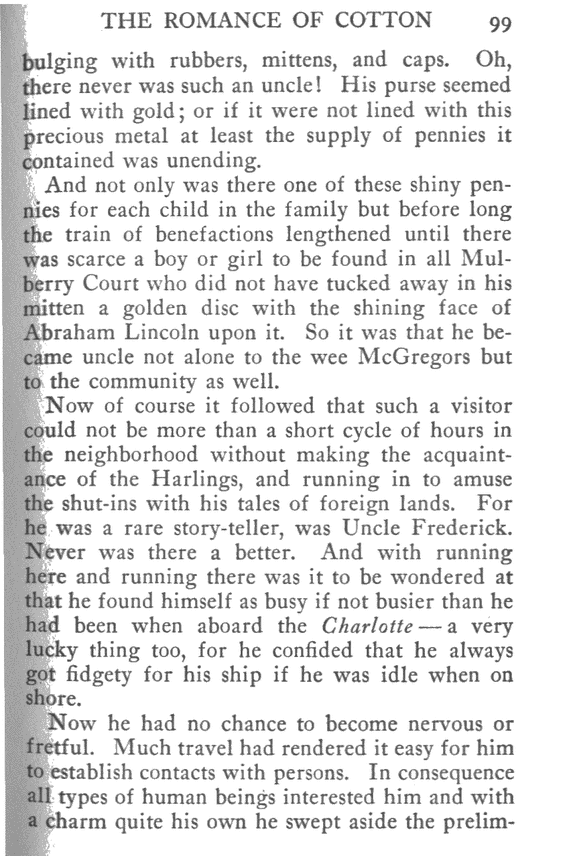 THE ROMANCE OF COTTON 99
bulging with rubbers, mittens, and caps. Oh,
there never was such an uncle! His purse seemed
lined with gold; or if it were not lined with this
precious metal at least the supply of pennies it
contained was unending.
And not only was there one of these shiny pen-
nies for each child in the family but before long
the train of benefactions lengthened until there
was scarce a boy or girl to be found in all Mul-
berry Court who did not have tucked away in his
mitten a golden disc with the shining face of
Abraham Lincoln upon it. So it was that he be-
came uncle not alone to the wee McGregors but
to the community as well.
Now of course it followed that such a visitor
could not be more than a short cycle of hours in
the neighborhood without making the acquaint-
ance of the Harlings, and running in to amuse
the shut-ins with his tales of foreign lands. For
he was a rare story-teller, was Uncle Frederick.
Never was there a better. And with running
here and running there was it to be wondered at
that he found himself as busy if not busier than he
had been when aboard the Charlotte — a very
lucky thing too, for he confided that he always
got fidgety for his ship if he was idle when on
shore.
Now he had no chance to become nervous or
fretful. Much travel had rendered it easy for him
to establish contacts with persons. In consequence
all types of human beings interested him and with
a charm quite his own he swept aside the prelim-